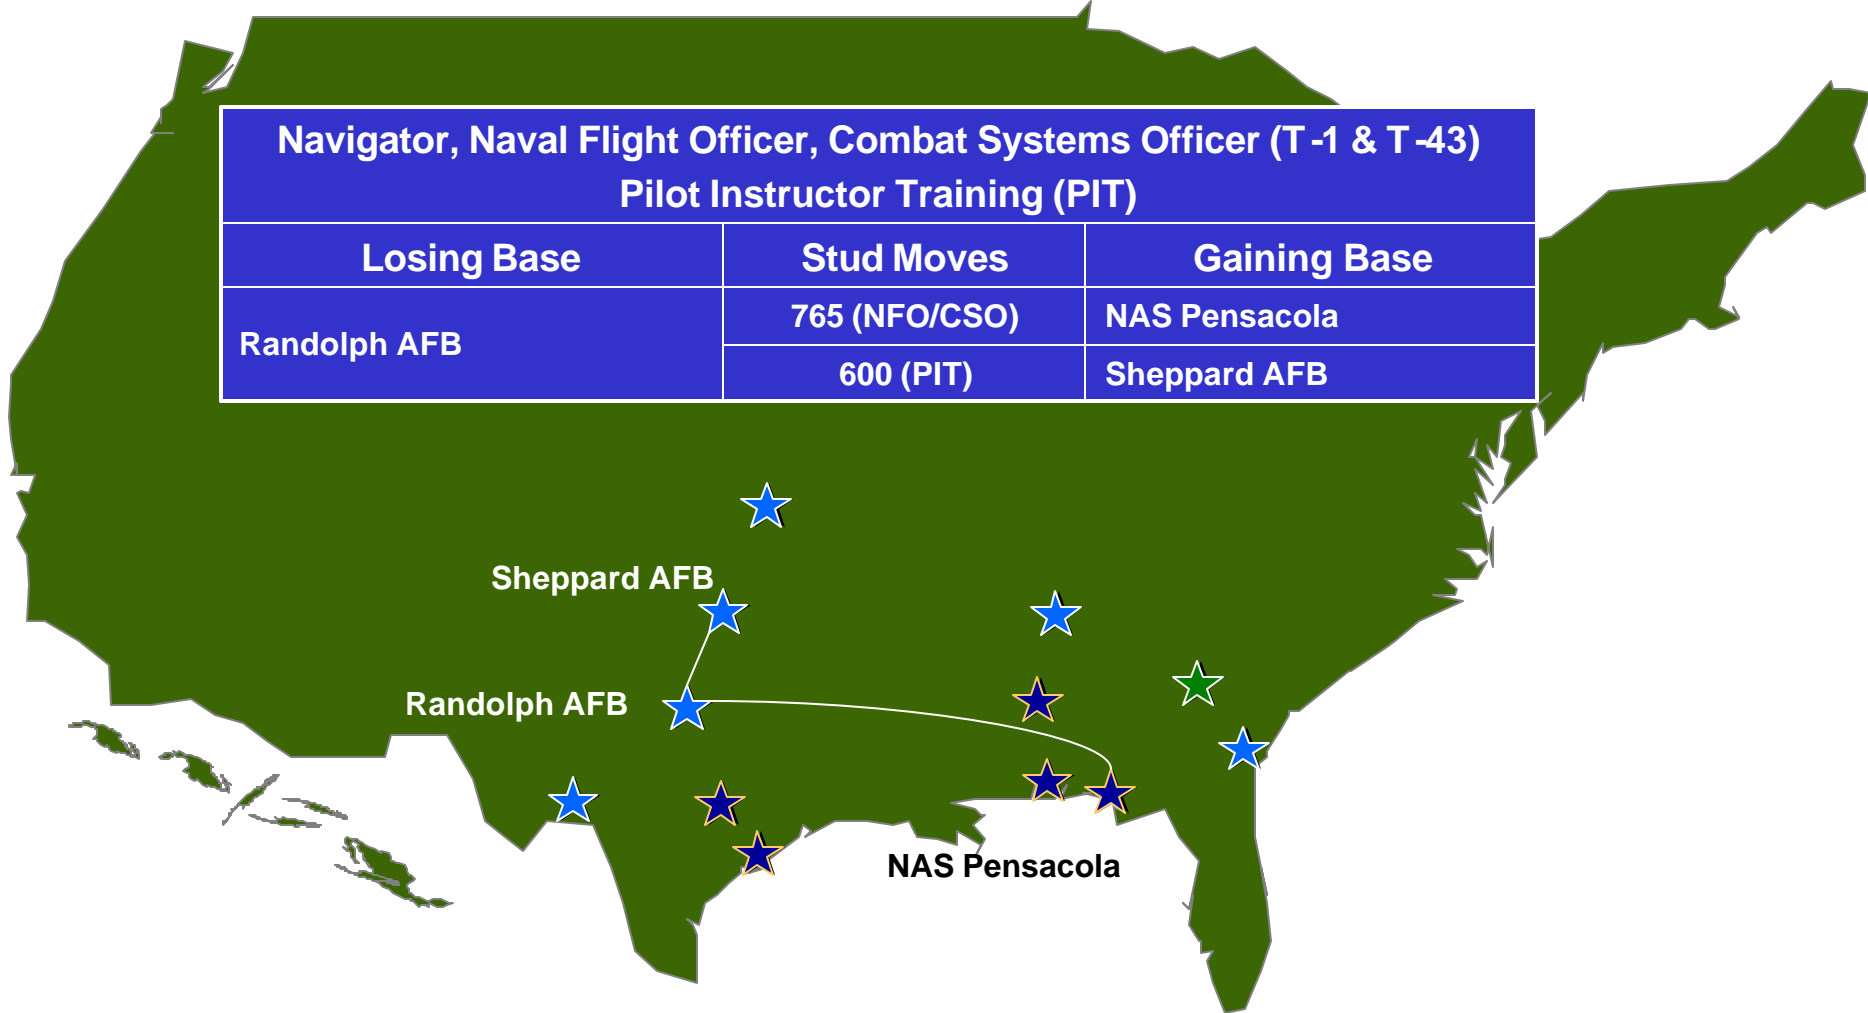 Navigator, Naval Flight Officer, Combat Systems Officer (T-1 & T-43)
Pilot Instructor Training (PIT)
Losing Base
Stud Moves
Gaining Base
Randolph AFB
765 (NFO/CSO)
NAS Pensacola
600 (PIT)
Sheppard AFB
Sheppard AFB
Randolph AFB
NAS Pensacola